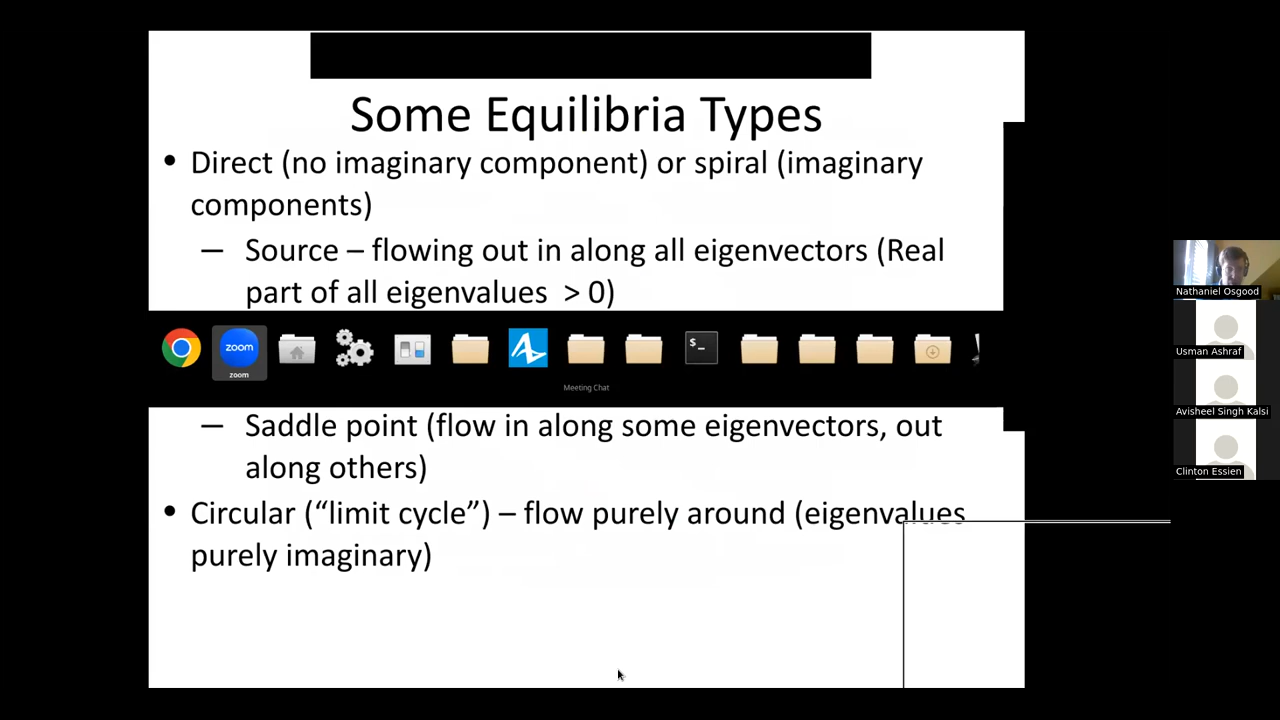 Some Equilibria Types
• Direct (no imaginary component) or spiral (imaginary
components)
– Source – flowing out in along all eigenvectors (Real
part of all eigenvalues > 0)
zoom
zoom
$_
Meeting Chat
– Saddle point (flow in along some eigenvectors, out
along others)
• Circular (“limit cycle”) – flow purely around (eigenvalues
purely imaginary)
Nathaniel Osgood
Usman Ashraf
Avisheel Singh Kalsi
Clinton Essien